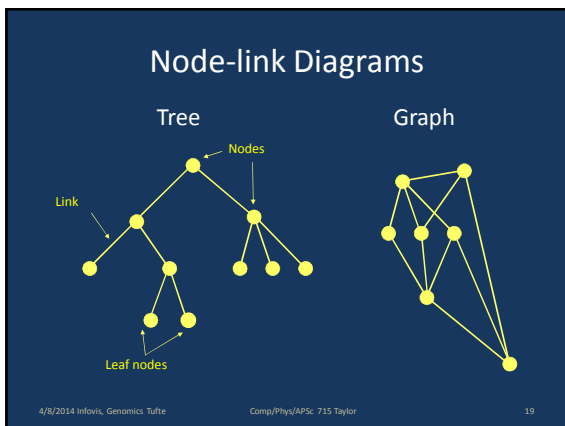 Node-link Diagrams
Tree
Graph
Nodes
Link
Leaf nodes
4/8/2014 Infovis, Genomics Tufte
Comp/Phys/APSc 715 Taylor
19